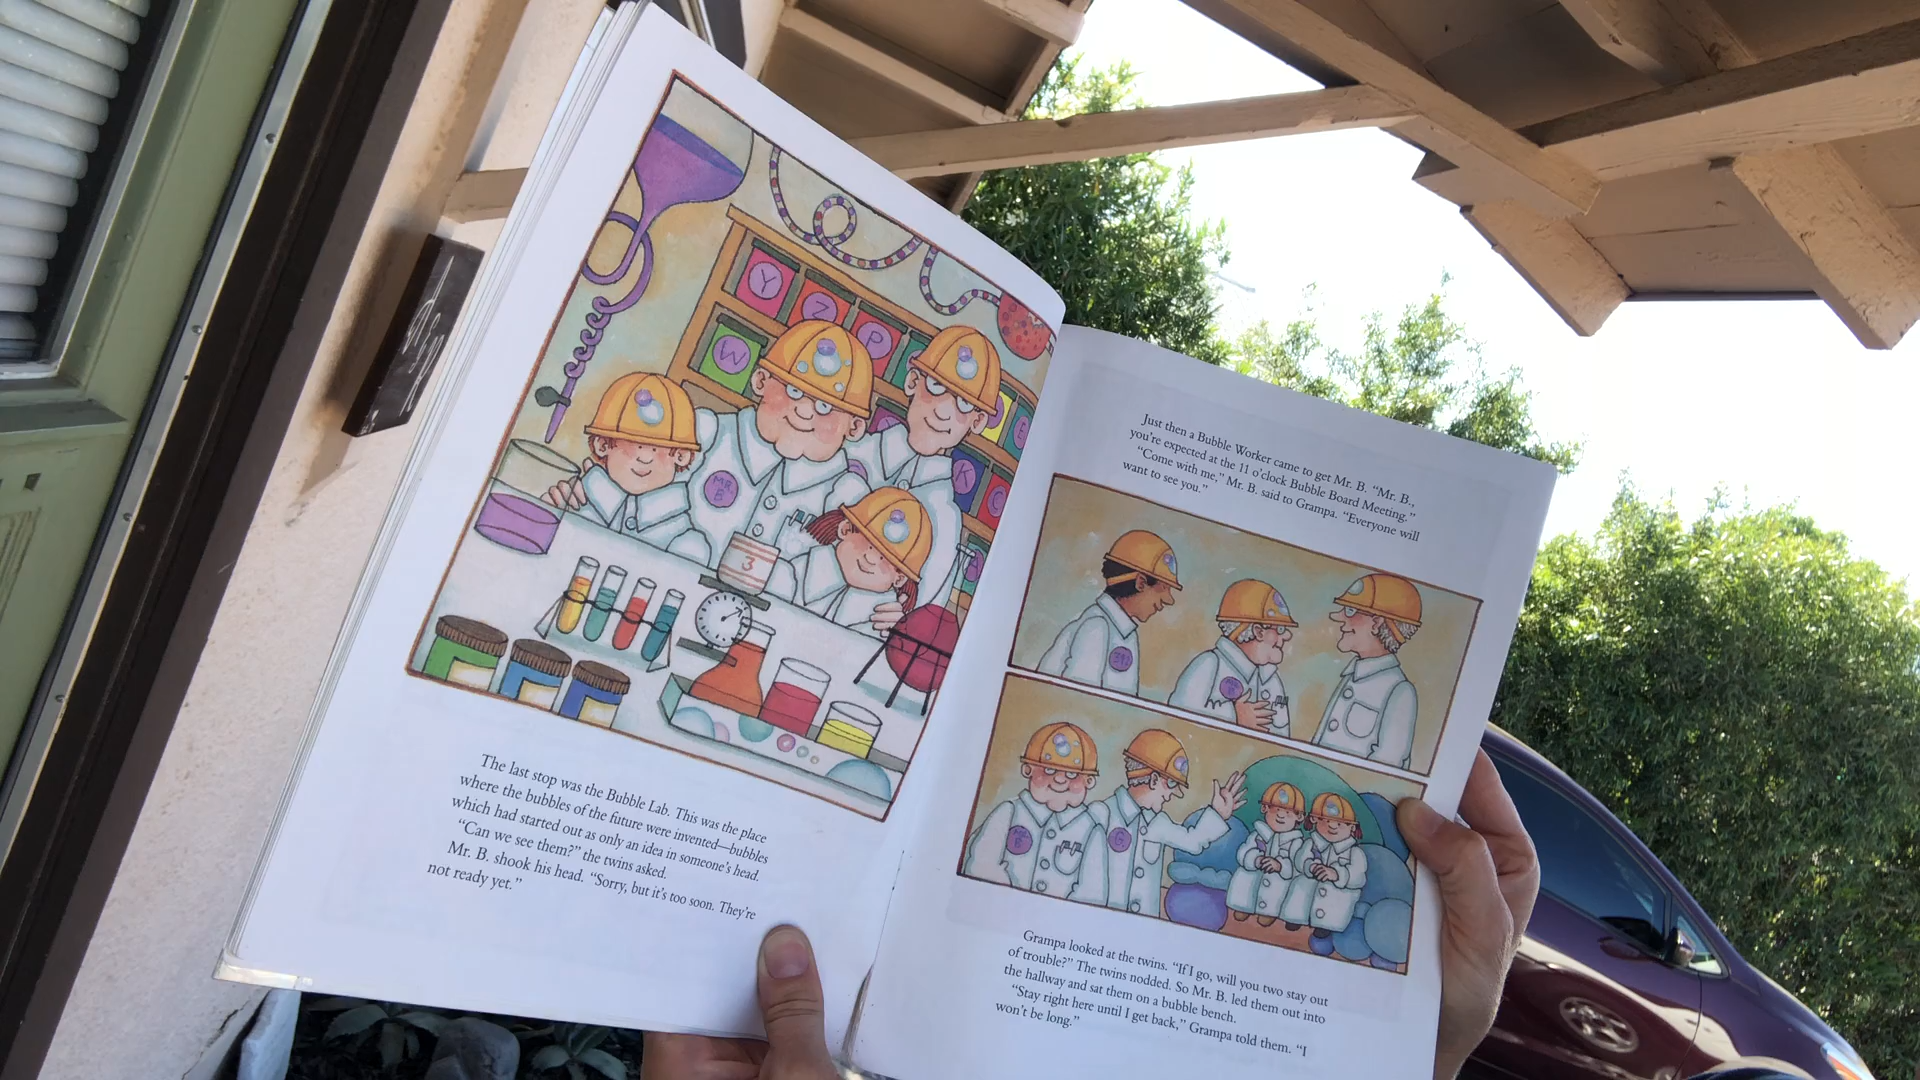 Y
Z
P
W
E
K
C
A
MR.
B
3
The last stop was the Bubble Lab. This was the place
where the bubbles of the future were invented—bubbles
which had started out as only an idea in someone's head.
"Can we see them?" the twins asked.
Mr. B. shook his head. "Sorry, but it's too soon. They're
not ready yet."
Just then a Bubble Worker came to get Mr. B. "Mr. B.,
you're expected at the 11 o'clock Bubble Board Meeting."
"Come with me," Mr. B. said to Grampa. "Everyone will
want to see you."
MR
B
Grampa looked at the twins. "If I go, will you two stay out
of trouble?" The twins nodded. So Mr. B. led them out into
the hallway and sat them on a bubble bench.
"Stay right here until I get back," Grampa told them. "I
won't be long."